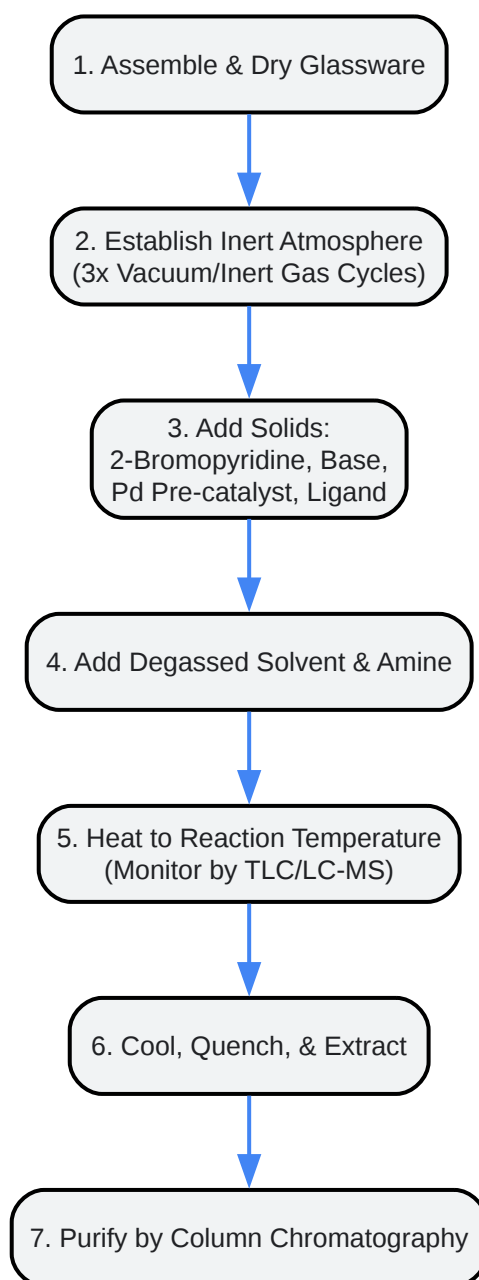 1. Assemble & Dry Glassware
2. Establish Inert Atmosphere
(3x Vacuum/Inert Gas Cycles)
3. Add Solids:
2-Bromopyridine, Base,
Pd Pre-catalyst, Ligand
4. Add Degassed Solvent & Amine
5. Heat to Reaction Temperature
(Monitor by TLC/LC-MS)
6. Cool, Quench, & Extract
7. Purify by Column Chromatography